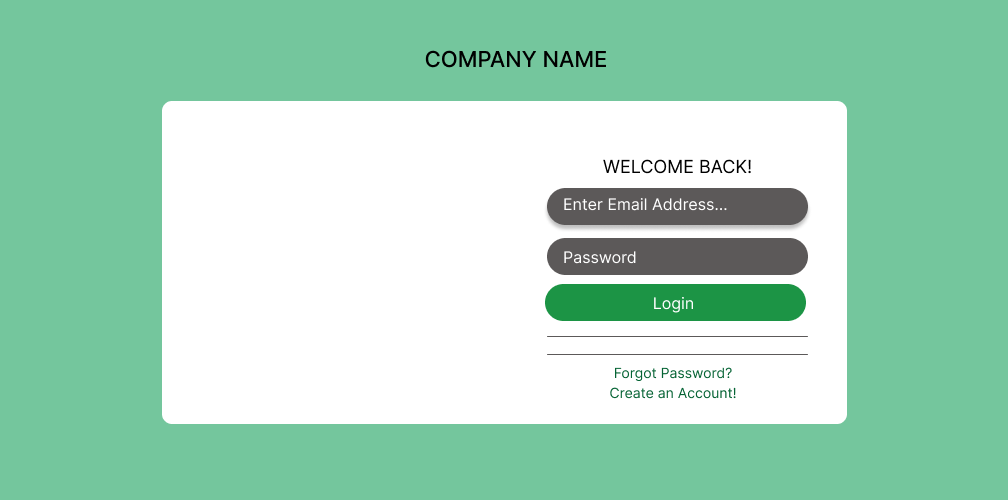 COMPANY NAME
WELCOME BACK!
Enter Email Address...
Password
Login
Forgot Password?
Create an Account!